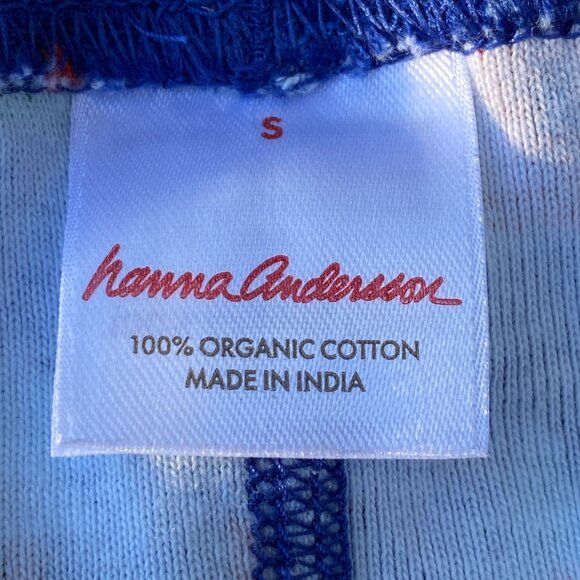 S
hanna andersson
100% ORGANIC COTTON
MADE IN INDIA